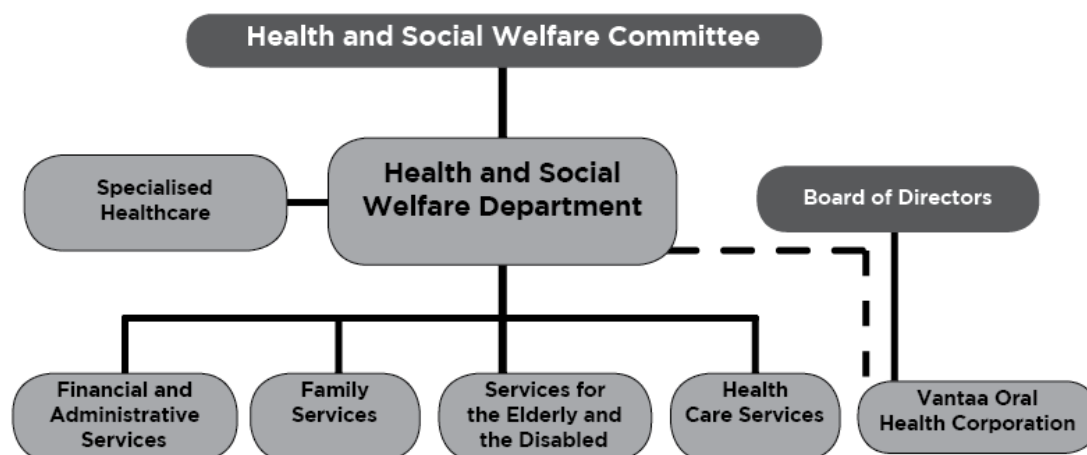 Health and Social Welfare Committee
Health and Social
Welfare Department
Specialised
Healthcare
Board of Directors
Financial and
Administrative
Services
Family
Services
Services for
the Elderly and
the Disabled
Health
Care Services
Vantaa Oral
Health Corporation